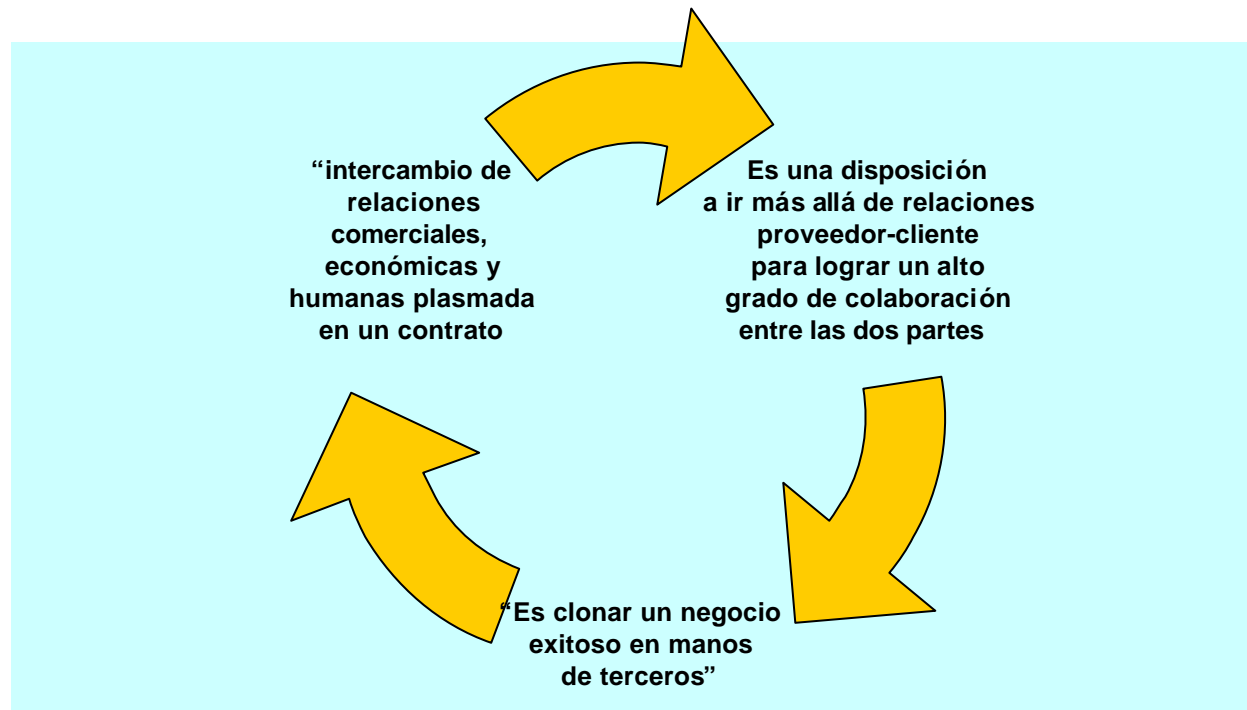 “intercambio de
relaciones
comerciales,
económicas y
humanas plasmada
en un contrato
Es una disposición
a ir más allá de relaciones
proveedor-cliente
para lograr un alto
grado de colaboración
entre las dos partes
“Es clonar un negocio
exitoso en manos
de terceros”